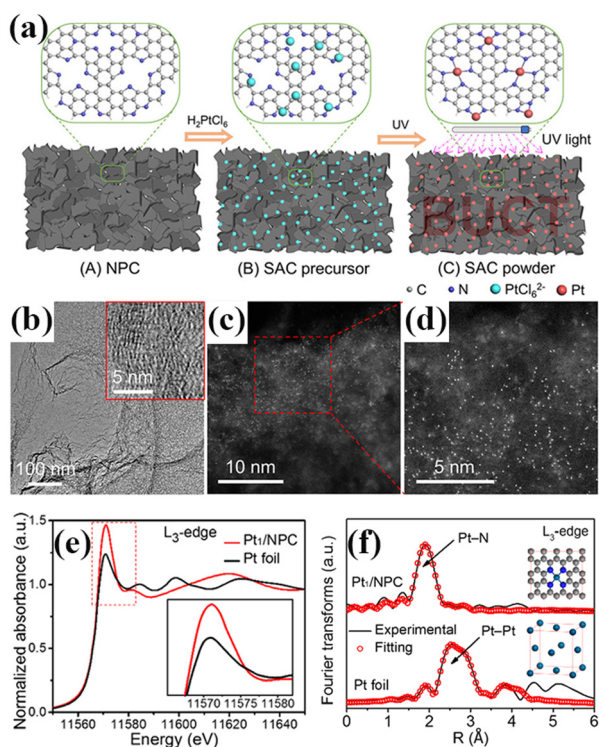 (a)
H₂PtCl₆
UV
UV light
BUCT
(A) NPC
(B) SAC precursor
(C) SAC powder
C N PtCl₆²⁻ Pt
(b)
5 nm
100 nm
(c)
10 nm
(d)
5 nm
(e)
L₃-edge
Pt₁/NPC
Pt foil
Normalized absorbance (a.u.)
1.5
1.0
0.5
0.0
11570 11575 11580
11560 11580 11600 11620 11640
Energy (eV)
(f)
L₃-edge
Pt–N
Pt₁/NPC
Experimental
Fitting
Pt–Pt
Pt foil
Fourier transforms (a.u.)
0 1 2 3 4 5 6
R (Å)